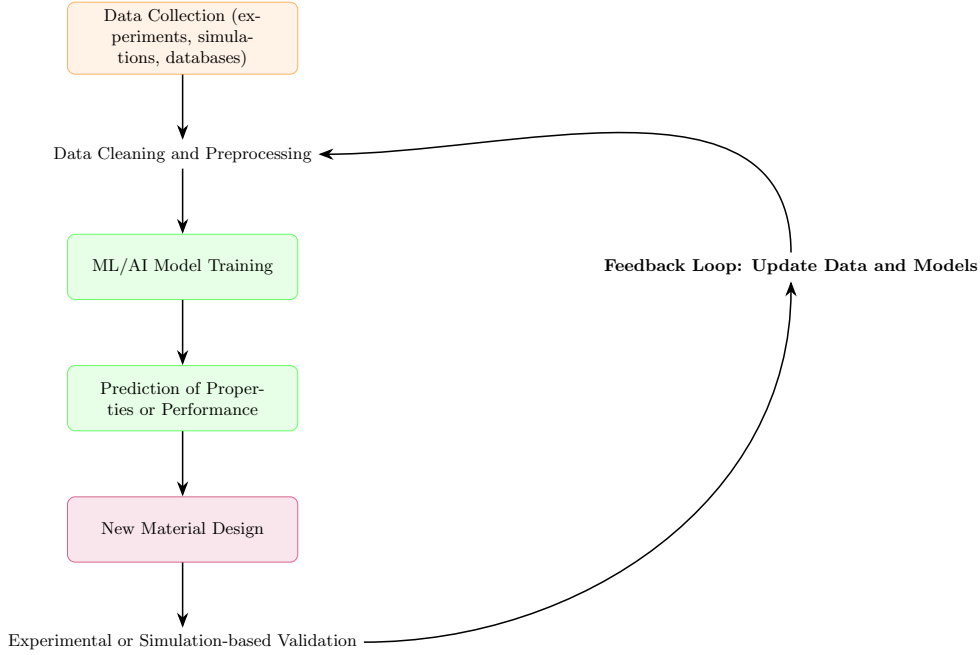 Data Collection (ex-
periments, simula-
tions, databases)
Data Cleaning and Preprocessing
ML/AI Model Training
Feedback Loop: Update Data and Models
Prediction of Proper-
ties or Performance
New Material Design
Experimental or Simulation-based Validation